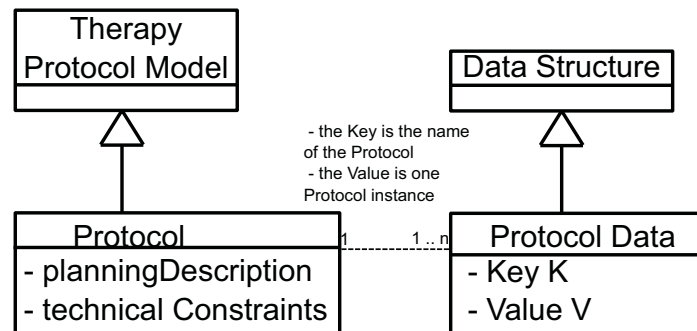 Therapy
Protocol Model
Data Structure
- the Key is the name
of the Protocol
- the Value is one
Protocol instance
Protocol
1
1 .. n
Protocol Data
- planningDescription
- technical Constraints
- Key K
- Value V